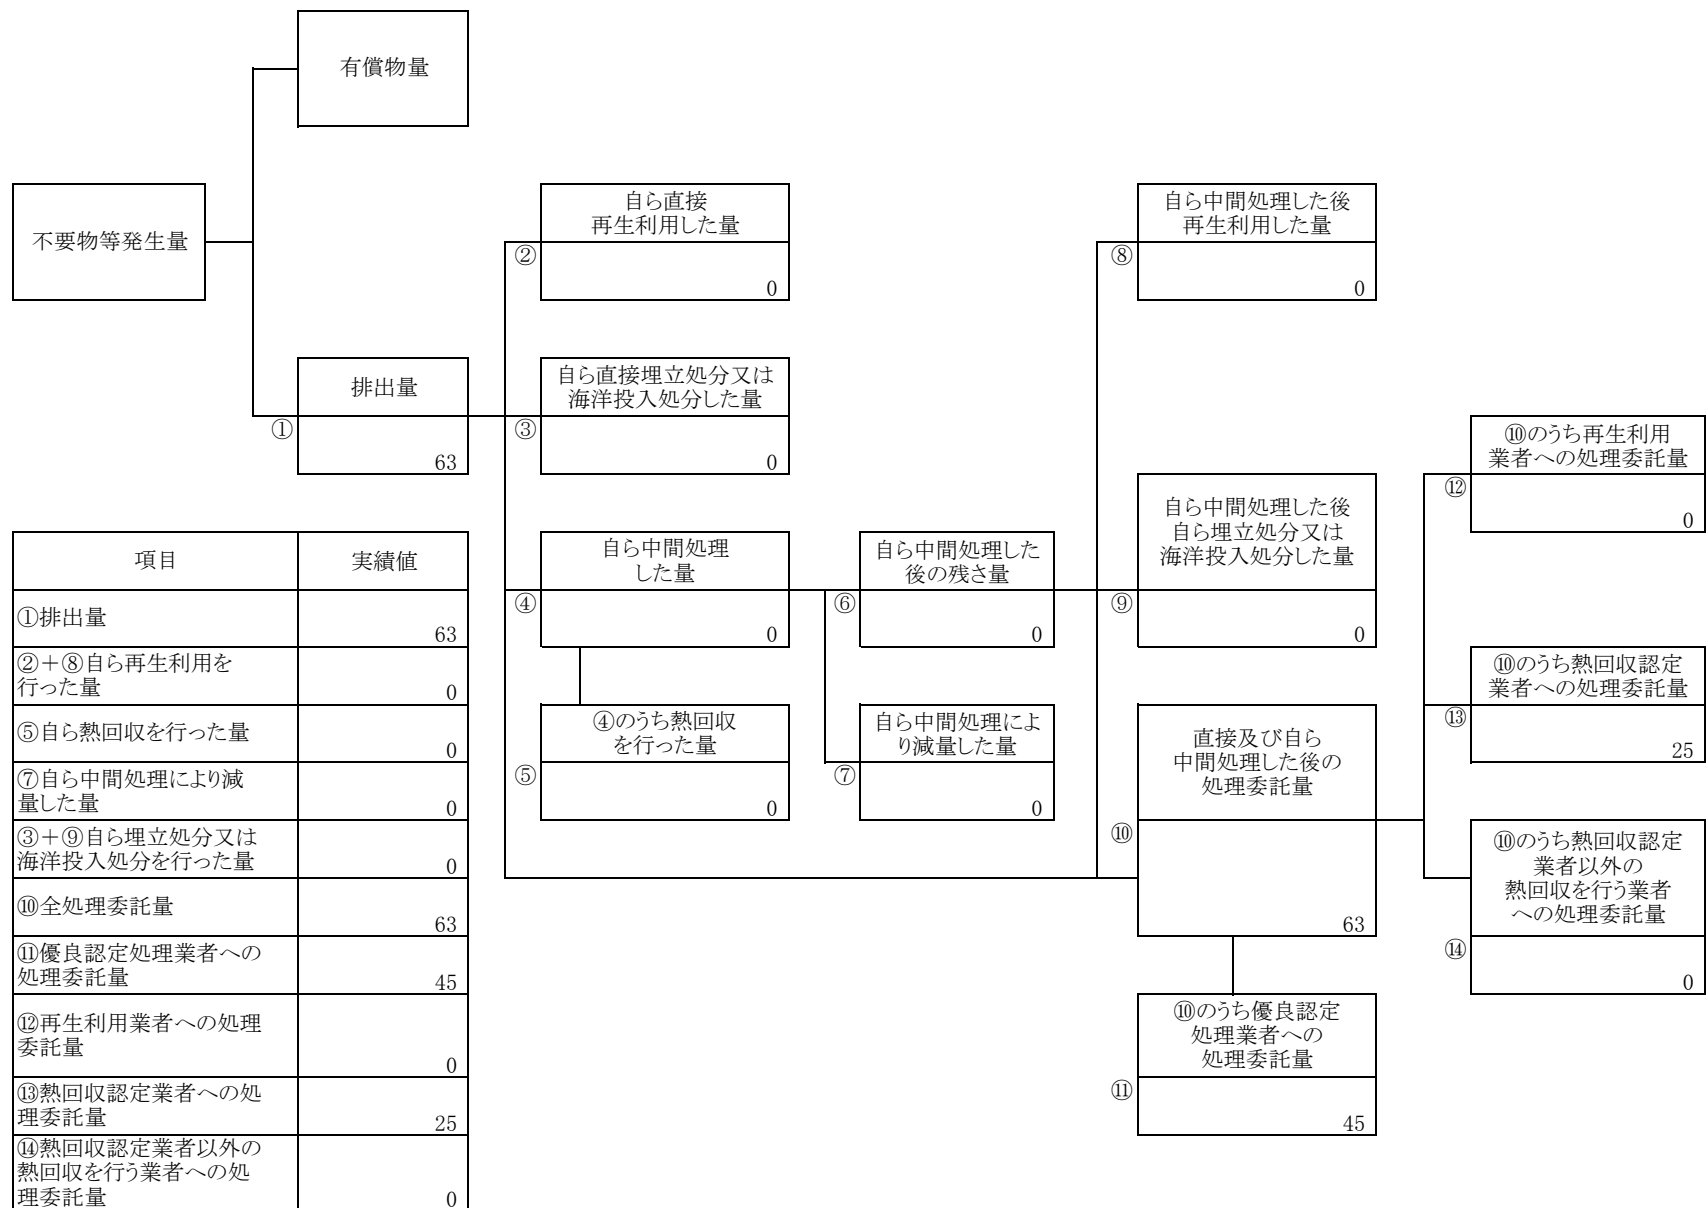 有償物量
不要物等発生量
自ら直接
再生利用した量
②
0
自ら中間処理した後
再生利用した量
⑧
0
排出量
①
63
自ら直接埋立処分又は
海洋投入処分した量
③
0
⑩のうち再生利用
業者への処理委託量
⑫
0
自ら中間処理
した量
④
0
自ら中間処理した
後の残さ量
⑥
0
自ら中間処理した後
自ら埋立処分又は
海洋投入処分した量
⑨
0
⑩のうち熱回収認定
業者への処理委託量
⑬
25
④のうち熱回収
を行った量
⑤
0
自ら中間処理によ
り減量した量
⑦
0
直接及び自ら
中間処理した後の
処理委託量
⑩
63
⑩のうち熱回収認定
業者以外の
熱回収を行う業者
への処理委託量
⑭
0
⑩のうち優良認定
処理業者への
処理委託量
⑪
45
項目 実績値
①排出量
63
②+⑧自ら再生利用を
行った量
0
⑤自ら熱回収を行った量
0
⑦自ら中間処理により減
量した量
0
③+⑨自ら埋立処分又は
海洋投入処分を行った量
0
⑩全処理委託量
63
⑪優良認定処理業者への
処理委託量
45
⑫再生利用業者への処理
委託量
0
⑬熱回収認定業者への処
理委託量
25
⑭熱回収認定業者以外の
熱回収を行う業者への処
理委託量
0